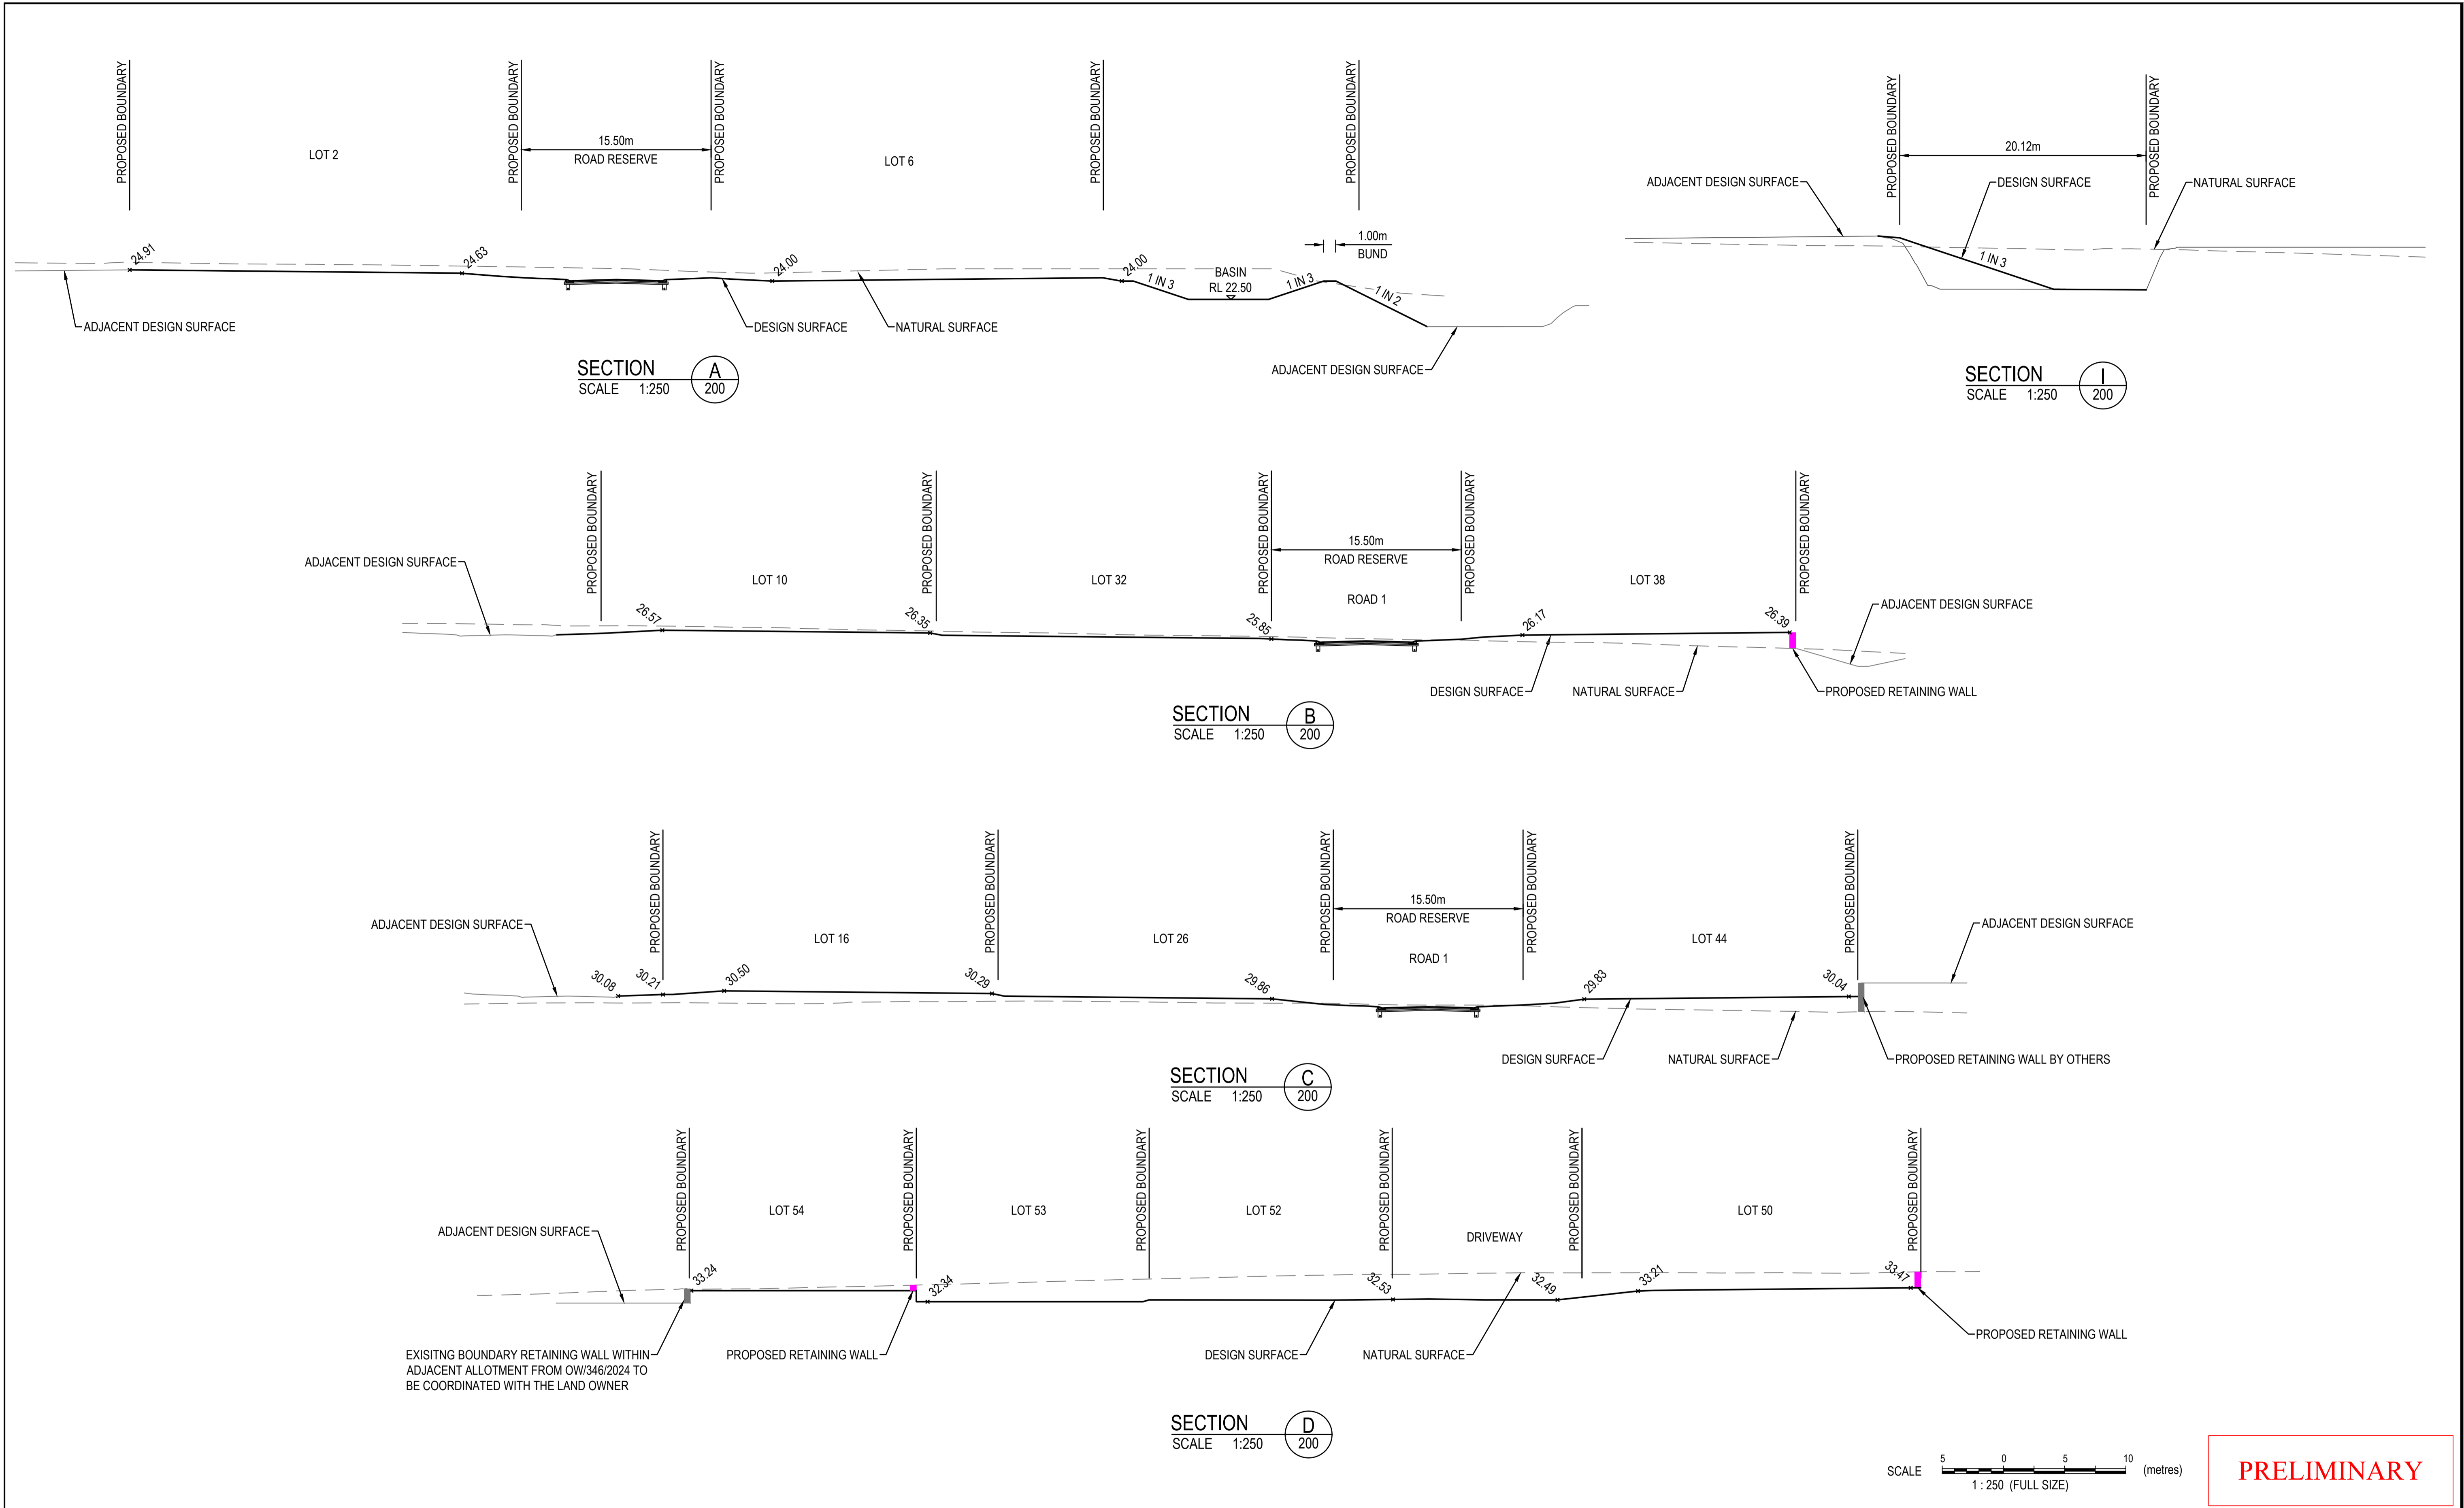 PROPOSED BOUNDARY
LOT 2
PROPOSED BOUNDARY
15.50m
ROAD RESERVE
PROPOSED BOUNDARY
LOT 6
PROPOSED BOUNDARY
PROPOSED BOUNDARY
1.00m
BUND
24.91
24.63
24.00
24.00
1 IN 3
BASIN
RL 22.50
1 IN 3
1 IN 2
ADJACENT DESIGN SURFACE
DESIGN SURFACE
NATURAL SURFACE
ADJACENT DESIGN SURFACE
SECTION
SCALE 1:250
A
200
PROPOSED BOUNDARY
20.12m
PROPOSED BOUNDARY
ADJACENT DESIGN SURFACE
DESIGN SURFACE
NATURAL SURFACE
1 IN 3
SECTION
SCALE 1:250
I
200
PROPOSED BOUNDARY
PROPOSED BOUNDARY
PROPOSED BOUNDARY
PROPOSED BOUNDARY
PROPOSED BOUNDARY
ADJACENT DESIGN SURFACE
LOT 10
LOT 32
15.50m
ROAD RESERVE
ROAD 1
LOT 38
ADJACENT DESIGN SURFACE
26.57
26.35
25.85
26.17
26.39
DESIGN SURFACE
NATURAL SURFACE
PROPOSED RETAINING WALL
SECTION
SCALE 1:250
B
200
PROPOSED BOUNDARY
PROPOSED BOUNDARY
PROPOSED BOUNDARY
PROPOSED BOUNDARY
PROPOSED BOUNDARY
ADJACENT DESIGN SURFACE
LOT 16
LOT 26
15.50m
ROAD RESERVE
ROAD 1
LOT 44
ADJACENT DESIGN SURFACE
30.08
30.21
30.50
30.29
29.86
29.83
30.04
DESIGN SURFACE
NATURAL SURFACE
PROPOSED RETAINING WALL BY OTHERS
SECTION
SCALE 1:250
C
200
PROPOSED BOUNDARY
PROPOSED BOUNDARY
PROPOSED BOUNDARY
PROPOSED BOUNDARY
PROPOSED BOUNDARY
PROPOSED BOUNDARY
ADJACENT DESIGN SURFACE
LOT 54
LOT 53
LOT 52
DRIVEWAY
LOT 50
33.24
32.34
32.53
32.49
33.21
33.47
EXISITNG BOUNDARY RETAINING WALL WITHIN
ADJACENT ALLOTMENT FROM OW/346/2024 TO
BE COORDINATED WITH THE LAND OWNER
PROPOSED RETAINING WALL
DESIGN SURFACE
NATURAL SURFACE
PROPOSED RETAINING WALL
SECTION
SCALE 1:250
D
200
SCALE
5 0 5 10 (metres)
1 : 250 (FULL SIZE)
PRELIMINARY